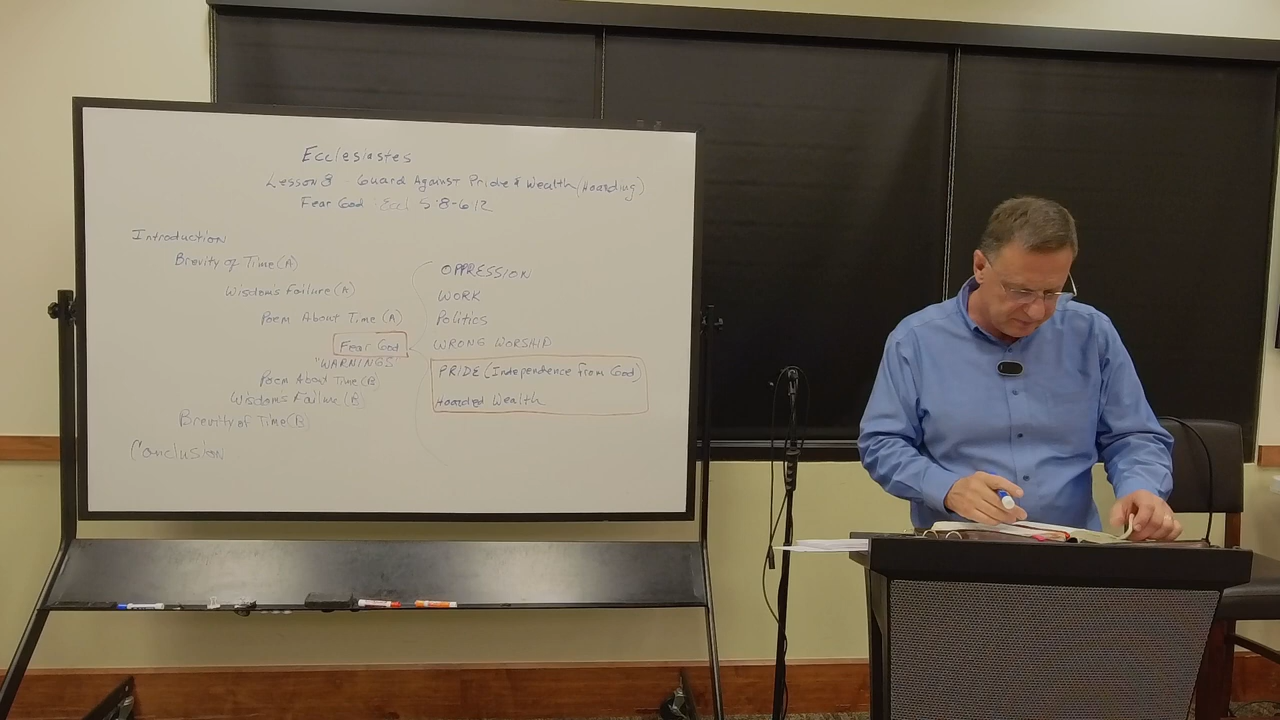 Ecclesiastes
Lesson 8 Guard Against Pride & Wealth (Hoarding)
Fear God Eccl 5:8-6:12
Introduction
Brevity of Time (A)
Wisdom's Failure (A)
Poem About Time (A)
Fear God
"WARNINGS"
Poem About Time (B)
Wisdom's Failure (B)
Brevity of Time (B)
Conclusion
OPPRESSION
WORK
Politics
WRONG WORSHIP
PRIDE (Independence From God)
Hoarded Wealth